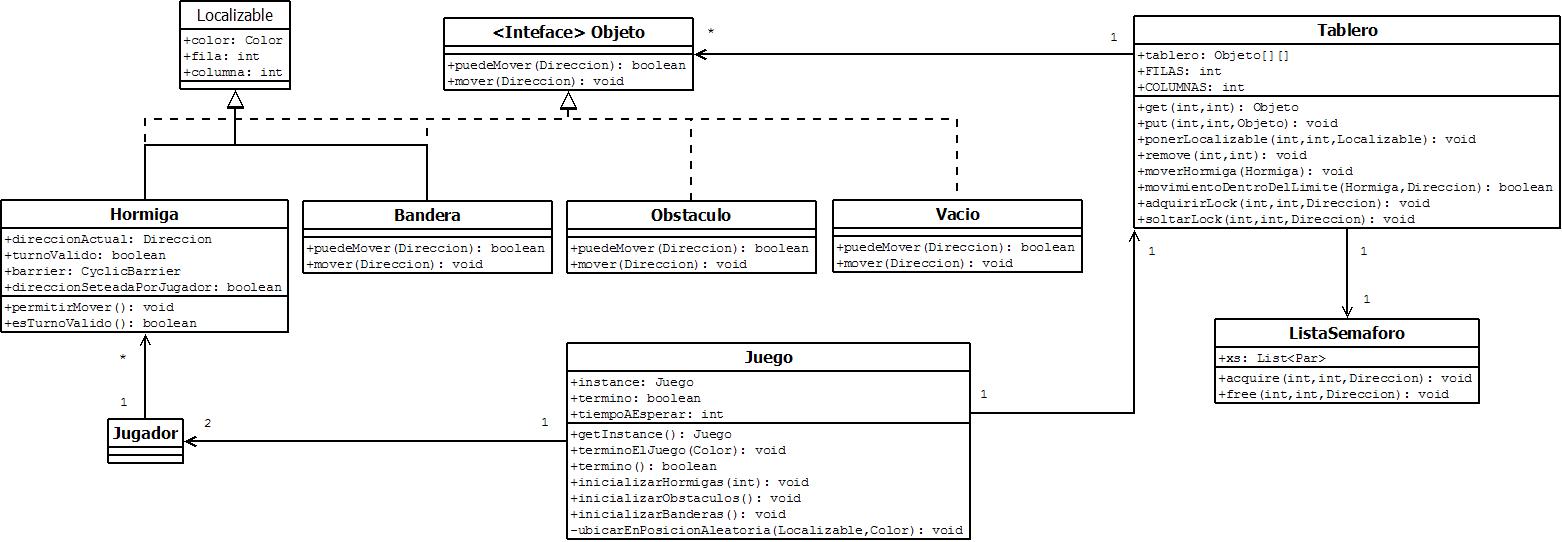 Localizable
+color: Color
+fila: int
+columna: int
<Inteface> Objeto
+puedeMover(Direccion): boolean
+mover(Direccion): void
*
1
Tablero
+tablero: Objeto[][]
+FILAS: int
+COLUMNAS: int
+get(int,int): Objeto
+put(int,int,Objeto): void
+ponerLocalizable(int,int,Localizable): void
+remove(int,int): void
+moverHormiga(Hormiga): void
+movimientoDentroDelLimite(Hormiga,Direccion): boolean
+adquirirLock(int,int,Direccion): void
+soltarLock(int,int,Direccion): void
Hormiga
+direccionActual: Direccion
+turnoValido: boolean
+barrier: CyclicBarrier
+direccionSeteadaPorJugador: boolean
+permitirMover(): void
+esTurnoValido(): boolean
Bandera
+puedeMover(Direccion): boolean
+mover(Direccion): void
Obstaculo
+puedeMover(Direccion): boolean
+mover(Direccion): void
Vacio
+puedeMover(Direccion): boolean
+mover(Direccion): void
1
1
1
ListaSemaforo
+xs: List<Par>
+acquire(int,int,Direccion): void
+free(int,int,Direccion): void
*
1
Jugador
2
1
Juego
+instance: Juego
+termino: boolean
+tiempoAEsperar: int
+getInstance(): Juego
+terminoElJuego(Color): void
+termino(): boolean
+inicializarHormigas(int): void
+inicializarObstaculos(): void
+inicializarBanderas(): void
-ubicarEnPosicionAleatoria(Localizable,Color): void
1